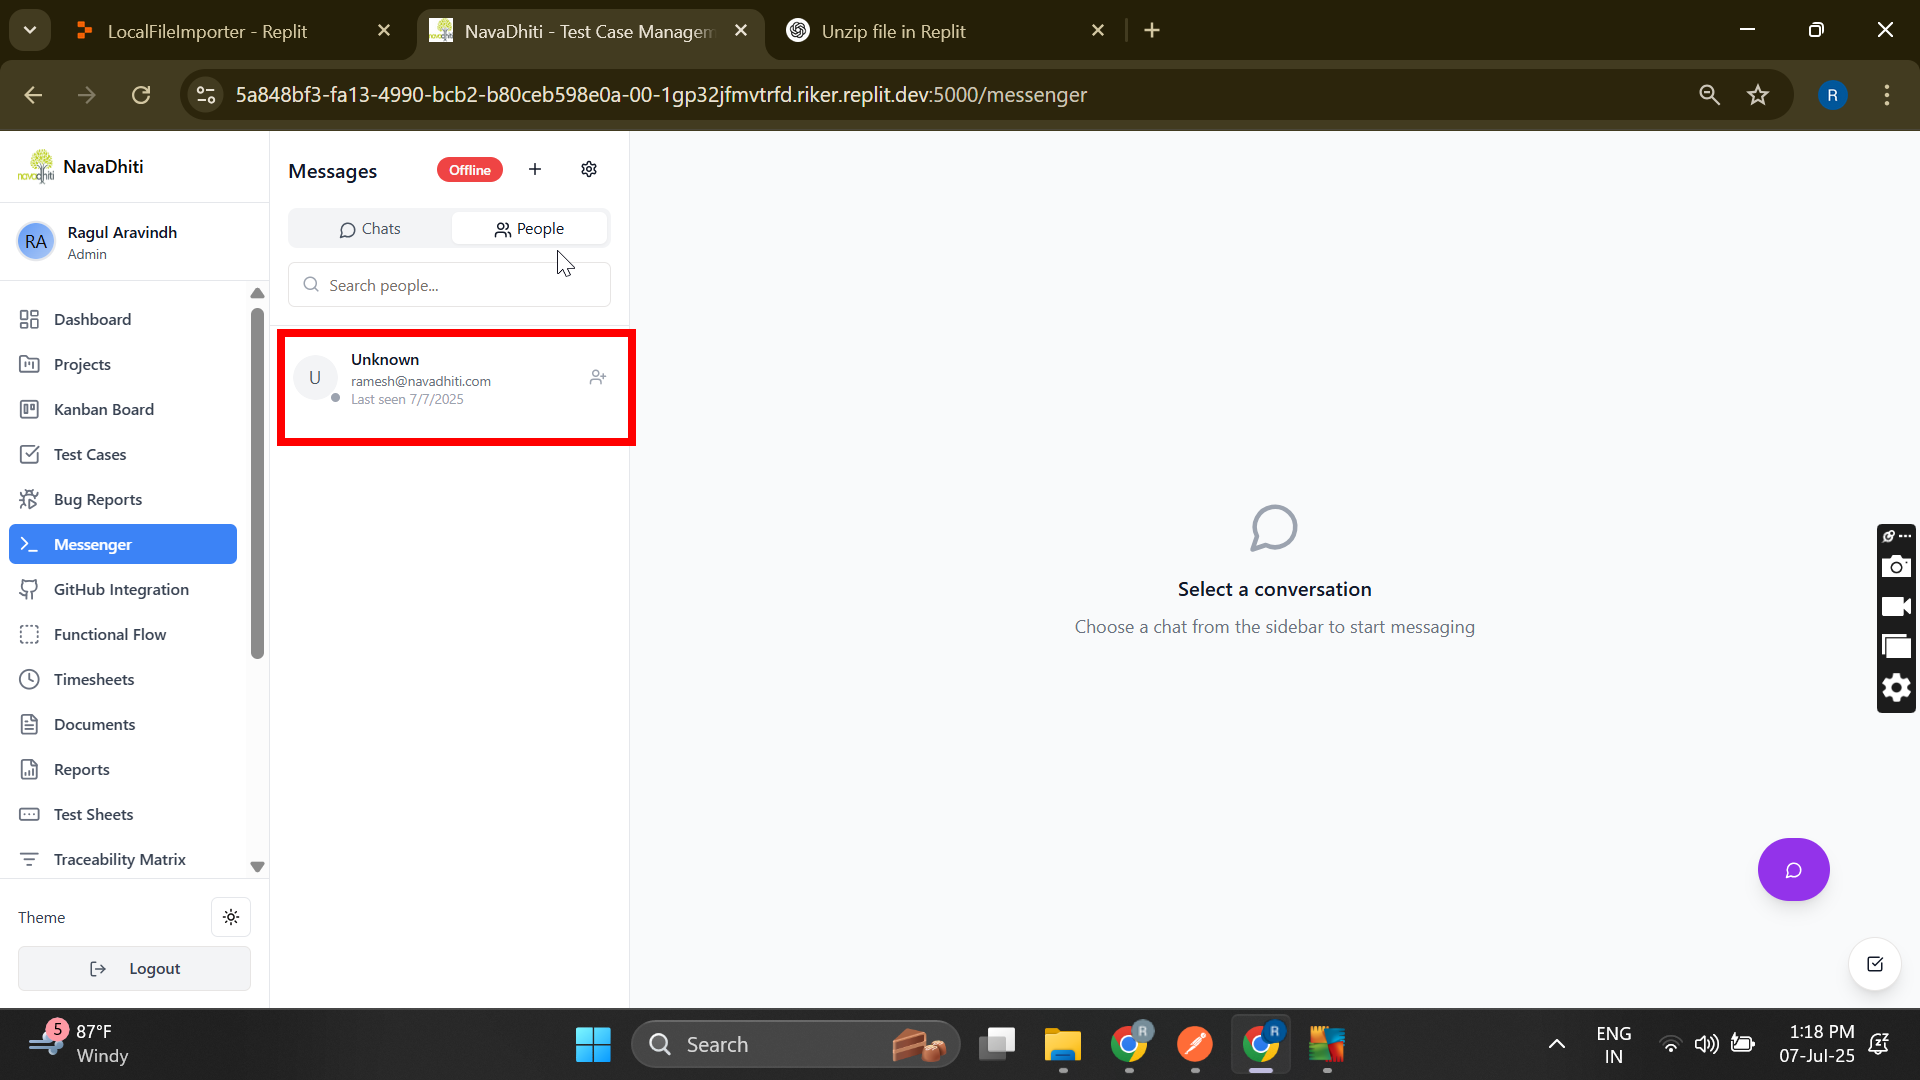 LocalFileImporter - Replit
NavaDhiti - Test Case Managem
Unzip file in Replit
5a848bf3-fa13-4990-bcb2-b80ceb598e0a-00-1gp32jfmvtrfd.riker.replit.dev:5000/messenger
R
NavaDhiti
RA
Ragul Aravindh
Admin
Dashboard
Projects
Kanban Board
Test Cases
Bug Reports
Messenger
GitHub Integration
Functional Flow
Timesheets
Documents
Reports
Test Sheets
Traceability Matrix
Theme
Logout
Messages
Offline
Chats
People
Search people...
U
Unknown
ramesh@navadhiti.com
Last seen 7/7/2025
Select a conversation
Choose a chat from the sidebar to start messaging
5
87°F
Windy
Search
R
R
ENG
IN
1:18 PM
07-Jul-25